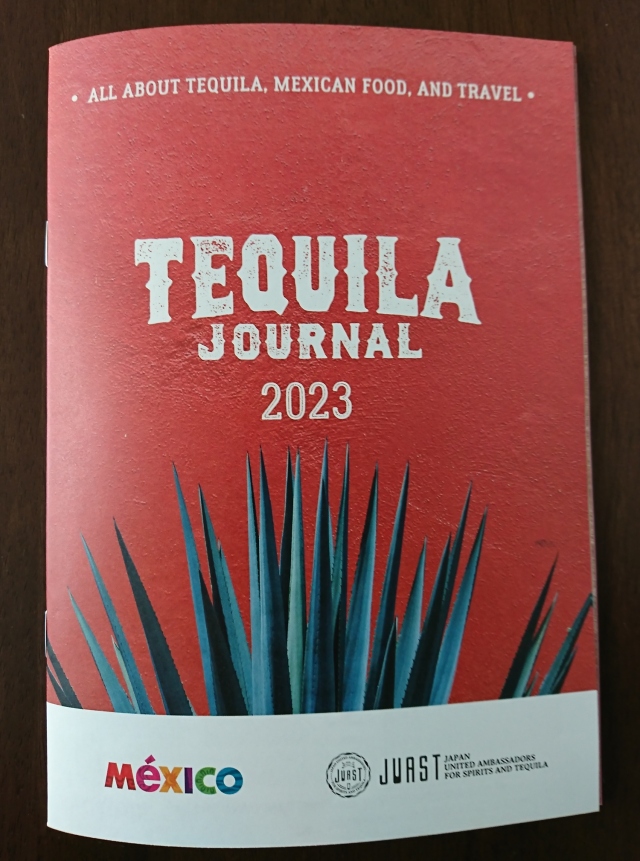 • ALL ABOUT TEQUILA, MEXICAN FOOD, AND TRAVEL •
TEQUILA
JOURNAL
2023
MéXICO
JUAST
JUAST
JAPAN
UNITED AMBASSADORS
FOR SPIRITS AND TEQUILA